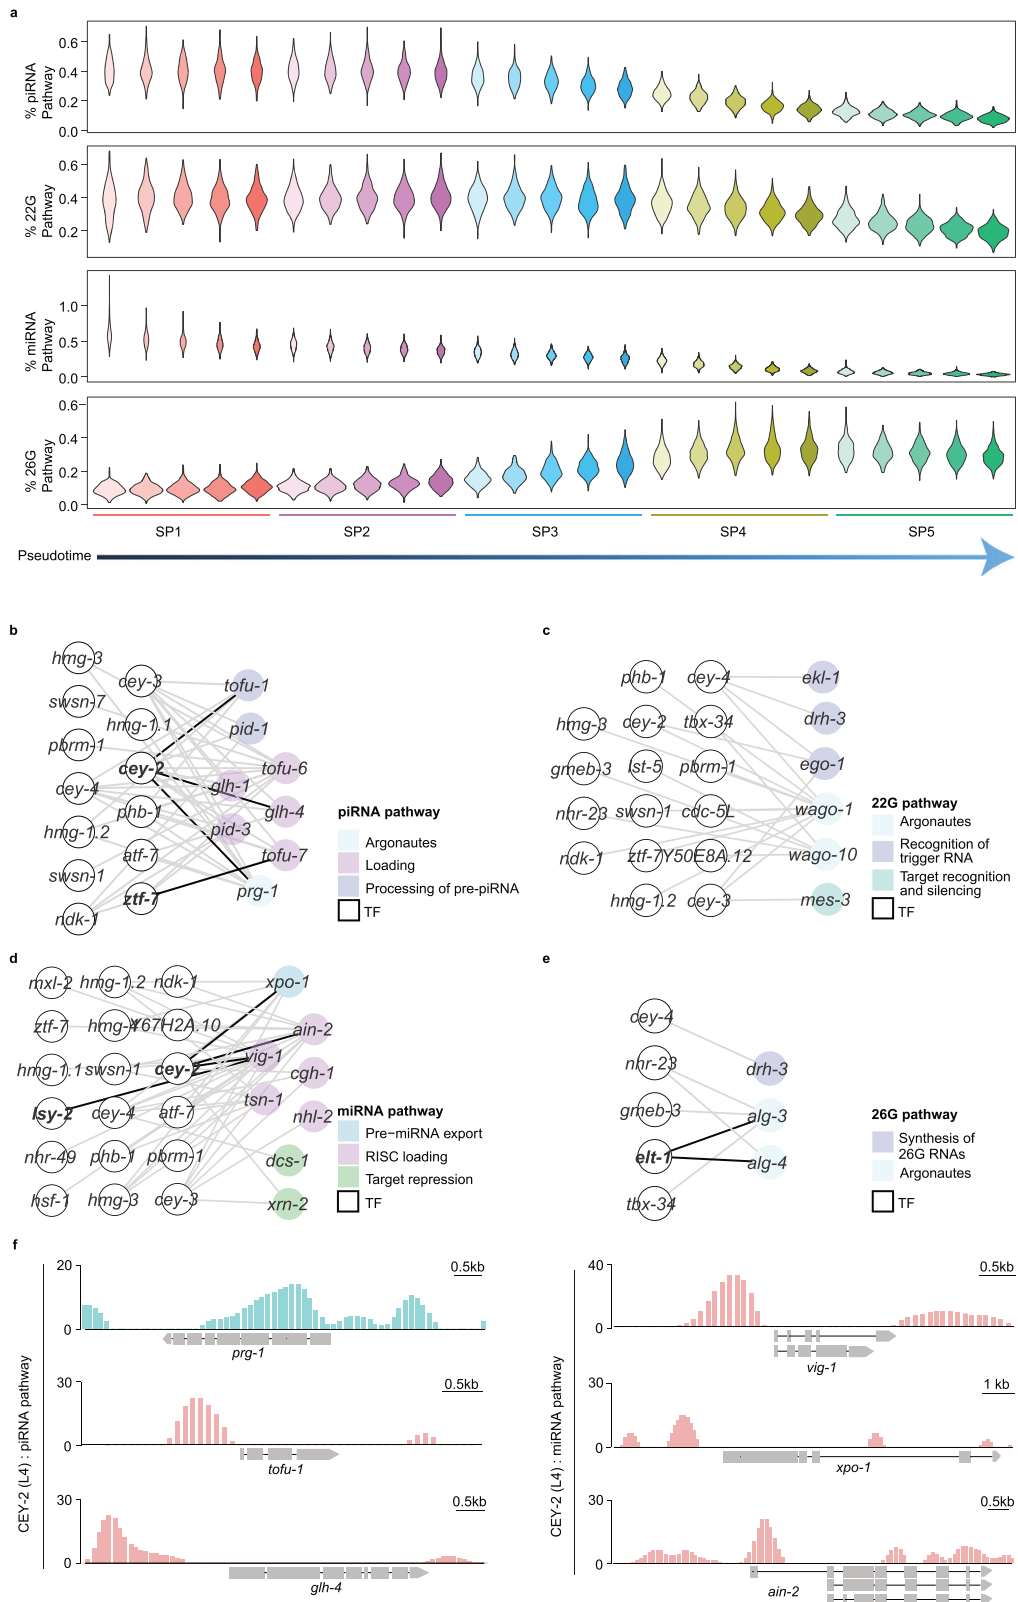 a
% piRNA
Pathway
0.6
0.4
0.2
0.0
% 22G
Pathway
0.6
0.4
0.2
% miRNA
Pathway
1.0
0.5
0.0
% 26G
Pathway
0.6
0.4
0.2
0.0
SP1
SP2
SP3
SP4
SP5
Pseudotime
b
hmg-3
cey-3
tofu-1
swsn-7
hmg-1.1
pid-1
pbrm-1
cey-2
tofu-6
cey-4
glh-1
phb-1
glh-4
hmg-1.2
pid-3
atf-7
tofu-7
swsn-1
ztf-7
prg-1
ndk-1
piRNA pathway
Argonautes
Loading
Processing of pre-piRNA
TF
c
phb-1
cey-4
ekl-1
hmg-3
cey-2
tbx-34
drh-3
gmeb-3
lst-5
pbrm-1
ego-1
nhr-23
swsn-1
cdc-5L
wago-1
ndk-1
ztf-7
Y50E8A.12
wago-10
hmg-1.2
cey-3
mes-3
22G pathway
Argonautes
Recognition of
trigger RNA
Target recognition
and silencing
TF
d
mxl-2
hmg-1.2
ndk-1
xpo-1
ztf-7
hmg-4
Y67H2A.10
ain-2
hmg-1.1
swsn-1
cey-2
vig-1
cgh-1
lsy-2
cey-4
atf-7
tsn-1
nhl-2
nhr-49
phb-1
pbrm-1
dcs-1
hsf-1
hmg-3
cey-3
xrn-2
miRNA pathway
Pre−miRNA export
RISC loading
Target repression
TF
e
cey-4
nhr-23
drh-3
gmeb-3
alg-3
elt-1
alg-4
tbx-34
26G pathway
Synthesis of
26G RNAs
Argonautes
TF
f
CEY-2 (L4) : piRNA pathway
20
0
0.5kb
prg-1
30
0
0.5kb
tofu-1
30
0
0.5kb
glh-4
CEY-2 (L4) : miRNA pathway
40
0
0.5kb
vig-1
30
0
1 kb
xpo-1
30
0
0.5kb
ain-2